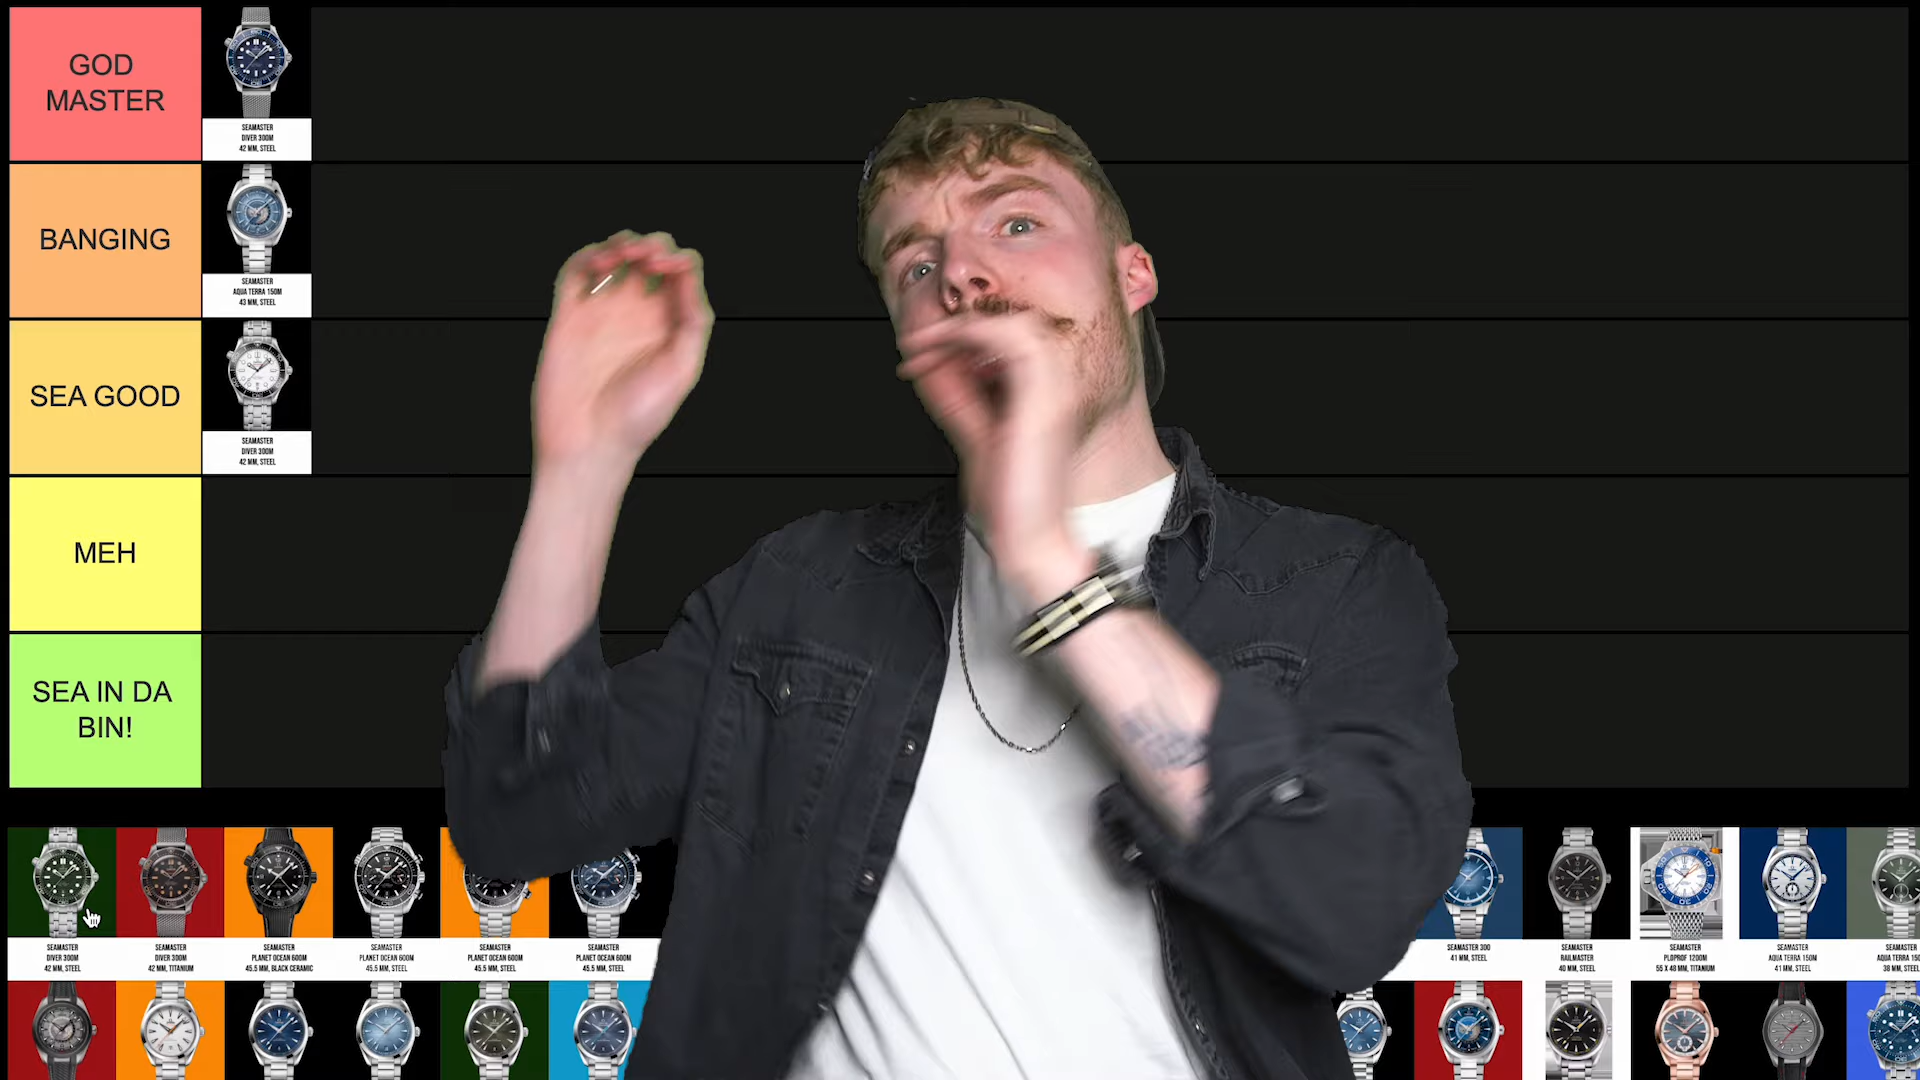 GOD
MASTER
SEAMASTER
DIVER 300M
42 MM, STEEL
BANGING
SEAMASTER
AQUA TERRA 150M
43 MM, STEEL
SEA GOOD
SEAMASTER
DIVER 300M
42 MM, STEEL
MEH
SEA IN DA
BIN!
SEAMASTER
DIVER 300M
42 MM, STEEL
SEAMASTER
DIVER 300M
42 MM, TITANIUM
SEAMASTER
PLANET OCEAN 600M
45.5 MM, BLACK CERAMIC
SEAMASTER
PLANET OCEAN 600M
45.5 MM, STEEL
SEAMASTER
PLANET OCEAN 600M
45.5 MM, STEEL
SEAMASTER
PLANET OCEAN 600M
45.5 MM, STEEL
SEAMASTER 300
41 MM, STEEL
SEAMASTER
RAILMASTER
40 MM, STEEL
SEAMASTER
PLOPROF 1200M
55 X 48 MM, TITANIUM
SEAMASTER
AQUA TERRA 150M
41 MM, STEEL
SEAMASTER
AQUA TERRA 150
38 MM, STEEL